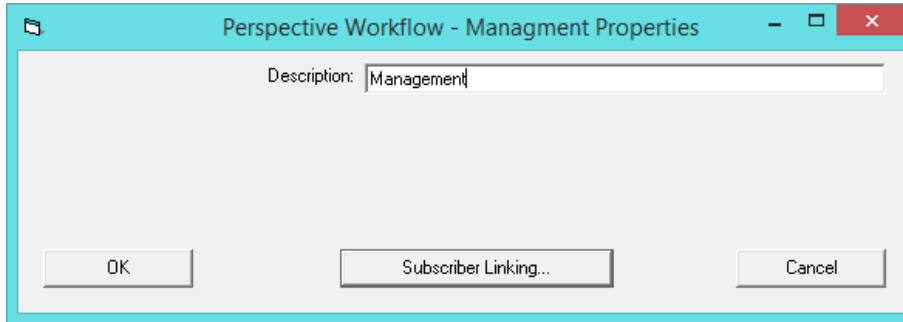 Perspective Workflow - Managment Properties
Description: Management
OK Subscriber Linking... Cancel